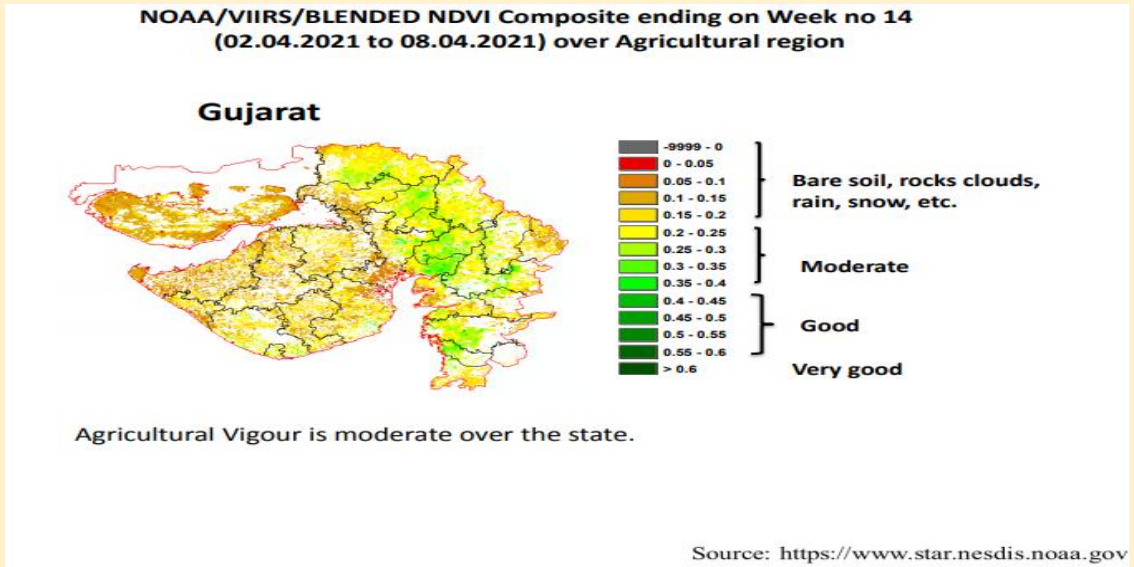 NOAA/VIIRS/BLENDED NDVI Composite ending on Week no 14
(02.04.2021 to 08.04.2021) over Agricultural region
Gujarat
-9999 - 0
0 - 0.05
0.05 - 0.1
0.1 - 0.15
0.15 - 0.2
0.2 - 0.25
0.25 - 0.3
0.3 - 0.35
0.35 - 0.4
0.4 - 0.45
0.45 - 0.5
0.5 - 0.55
0.55 - 0.6
> 0.6
Bare soil, rocks clouds,
rain, snow, etc.
Moderate
Good
Very good
Agricultural Vigour is moderate over the state.
Source: https://www.star.nesdis.noaa.gov